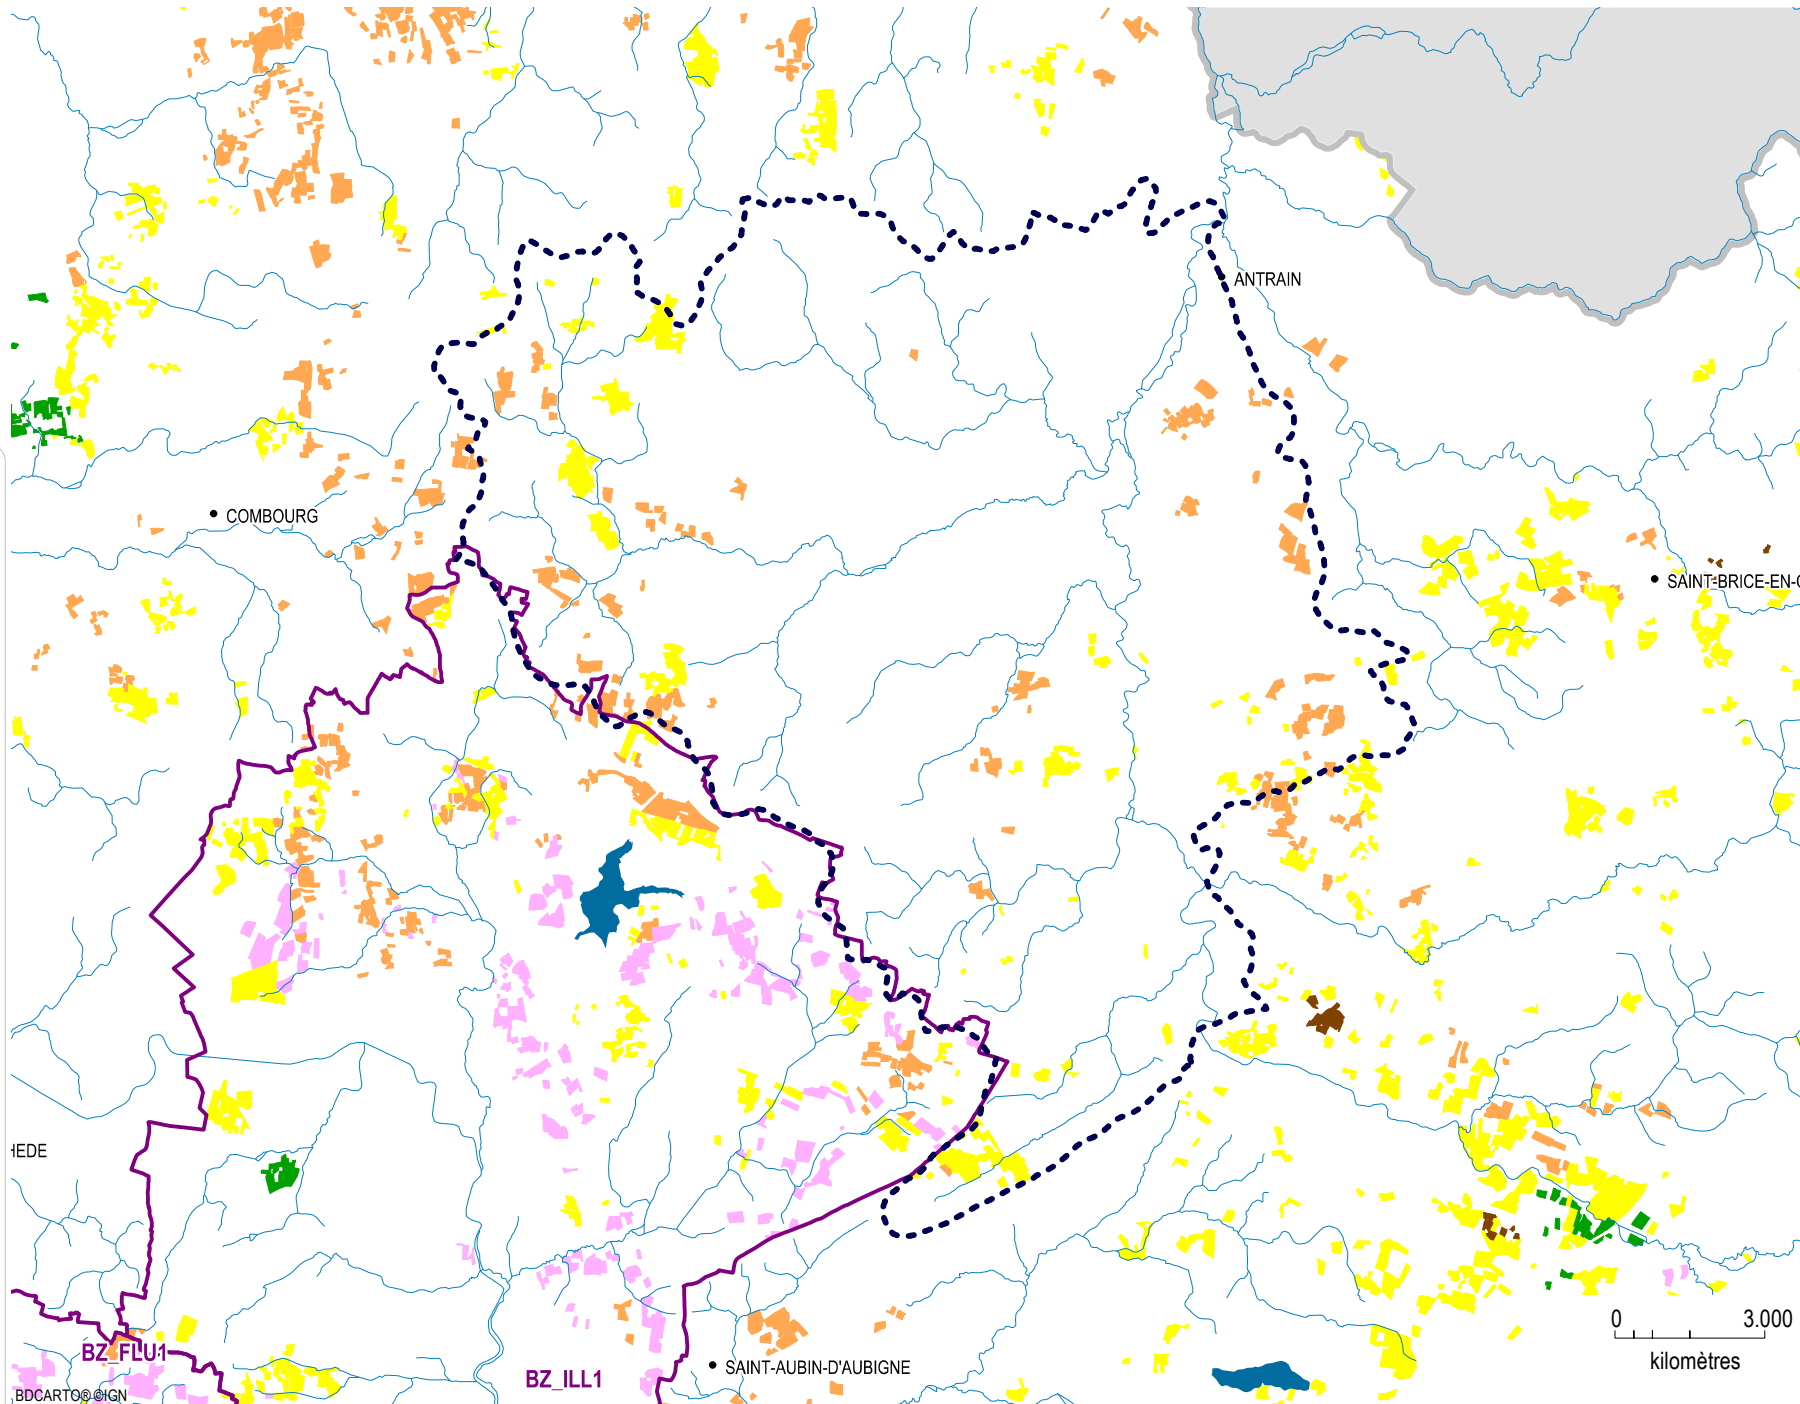 ANTRAIN
COMBOURG
SAINT-BRICE-EN-C
HEDE
0 3.000
kilomètres
BZ_FLU1
BZ_ILL1
SAINT-AUBIN-D'AUBIGNE
BDCARTO® ©IGN